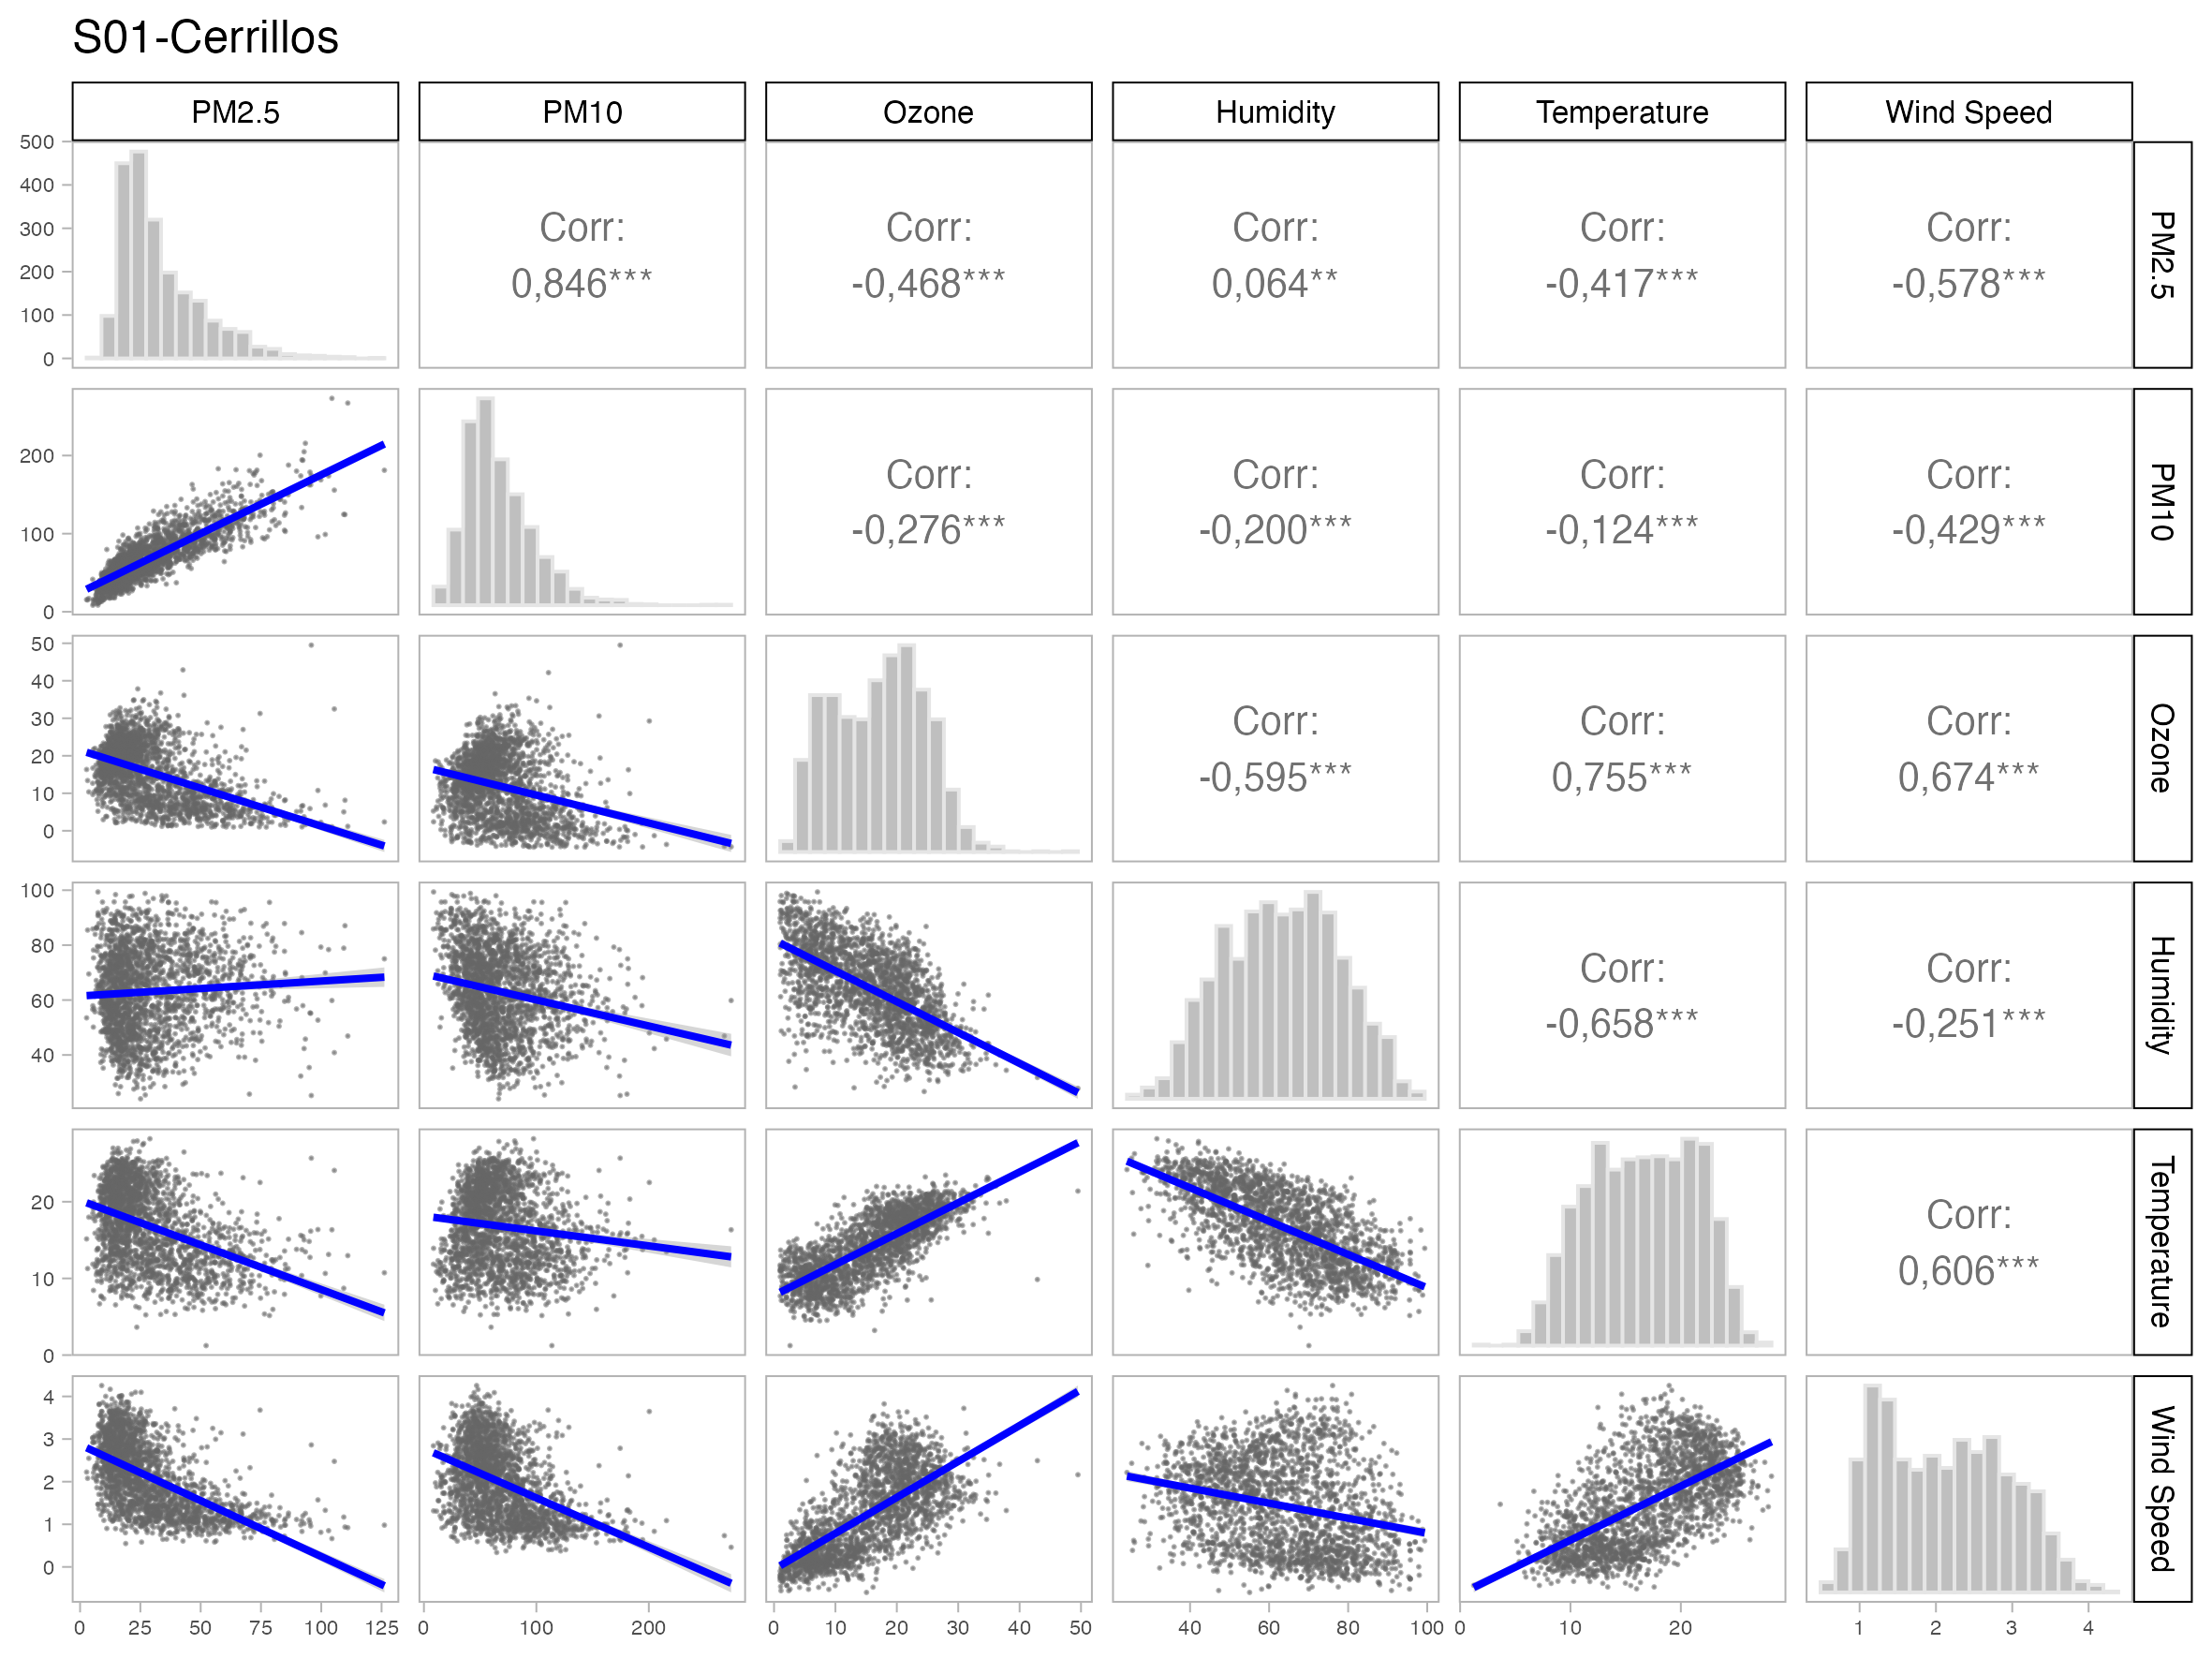 S01-Cerrillos
PM2.5 PM10 Ozone Humidity Temperature Wind Speed
500
400
300
200
100
0
Corr:
0,846***
Corr:
-0,468***
Corr:
0,064**
Corr:
-0,417***
Corr:
-0,578***
PM2.5
200
100
0
Corr:
-0,276***
Corr:
-0,200***
Corr:
-0,124***
Corr:
-0,429***
PM10
50
40
30
20
10
0
Corr:
-0,595***
Corr:
0,755***
Corr:
0,674***
Ozone
100
80
60
40
Corr:
-0,658***
Corr:
-0,251***
Humidity
20
10
0
Corr:
0,606***
Temperature
4
3
2
1
0
Wind Speed
0 25 50 75 100 125 0 100 200 0 10 20 30 40 50 40 60 80 100 0 10 20 1 2 3 4